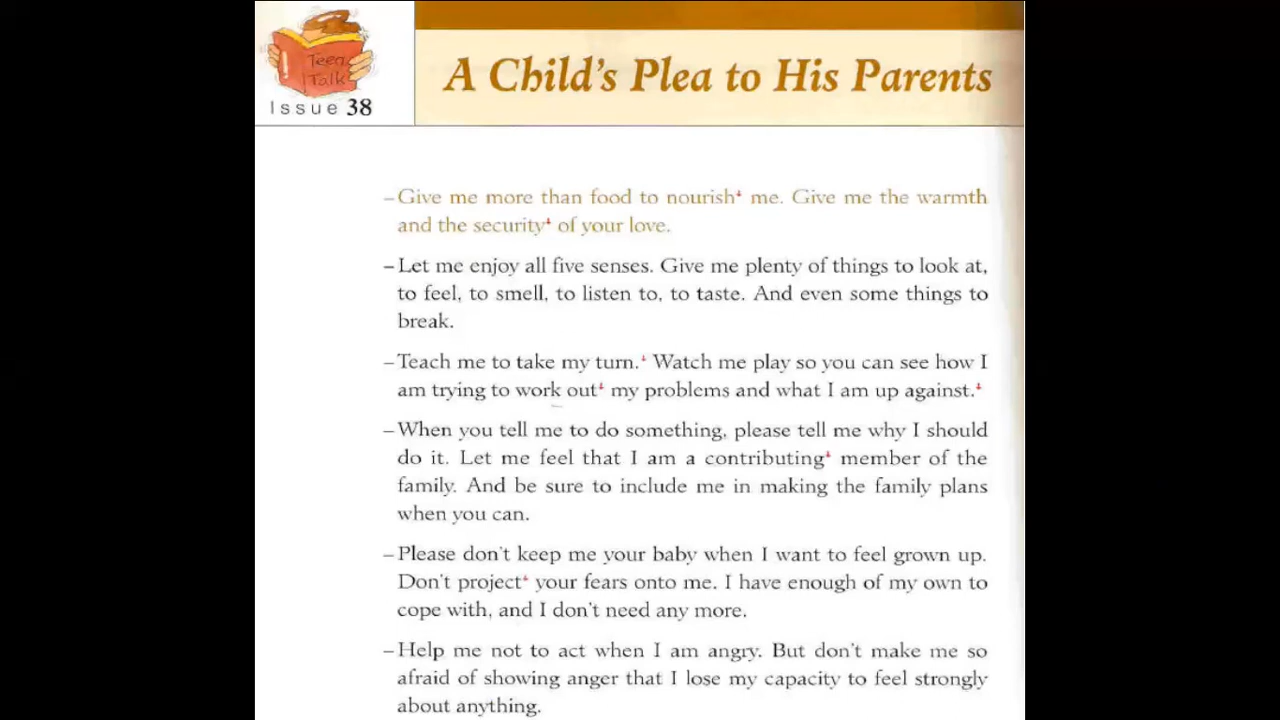 Teen
Talk
Issue 38
A Child's Plea to His Parents
– Give me more than food to nourish me. Give me the warmth
and the security of your love.
– Let me enjoy all five senses. Give me plenty of things to look at,
to feel, to smell, to listen to, to taste. And even some things to
break.
– Teach me to take my turn. Watch me play so you can see how I
am trying to work out my problems and what I am up against.
– When you tell me to do something, please tell me why I should
do it. Let me feel that I am a contributing member of the
family. And be sure to include me in making the family plans
when you can.
– Please don't keep me your baby when I want to feel grown up.
Don't project your fears onto me. I have enough of my own to
cope with, and I don't need any more.
– Help me not to act when I am angry. But don't make me so
afraid of showing anger that I lose my capacity to feel strongly
about anything.